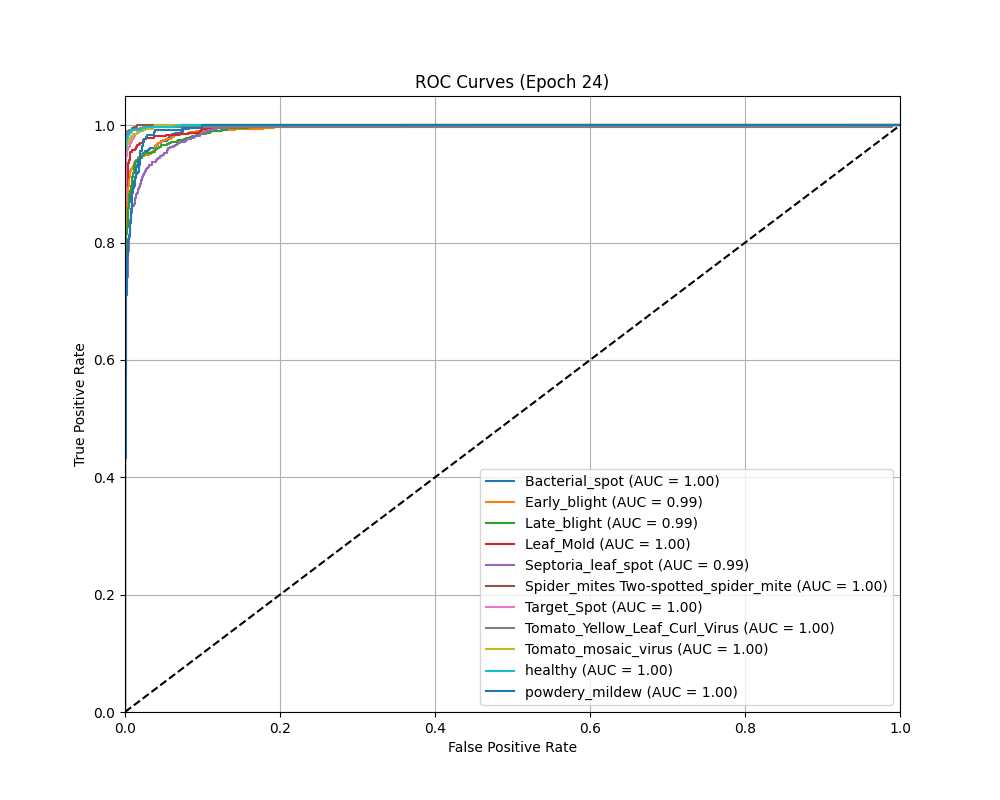 ROC Curves (Epoch 24)
1.0
0.8
0.6
0.4
0.2
0.0
True Positive Rate
Bacterial_spot (AUC = 1.00)
Early_blight (AUC = 0.99)
Late_blight (AUC = 0.99)
Leaf_Mold (AUC = 1.00)
Septoria_leaf_spot (AUC = 0.99)
Spider_mites Two-spotted_spider_mite (AUC = 1.00)
Target_Spot (AUC = 1.00)
Tomato_Yellow_Leaf_Curl_Virus (AUC = 1.00)
Tomato_mosaic_virus (AUC = 1.00)
healthy (AUC = 1.00)
powdery_mildew (AUC = 1.00)
0.0 0.2 0.4 0.6 0.8 1.0
False Positive Rate